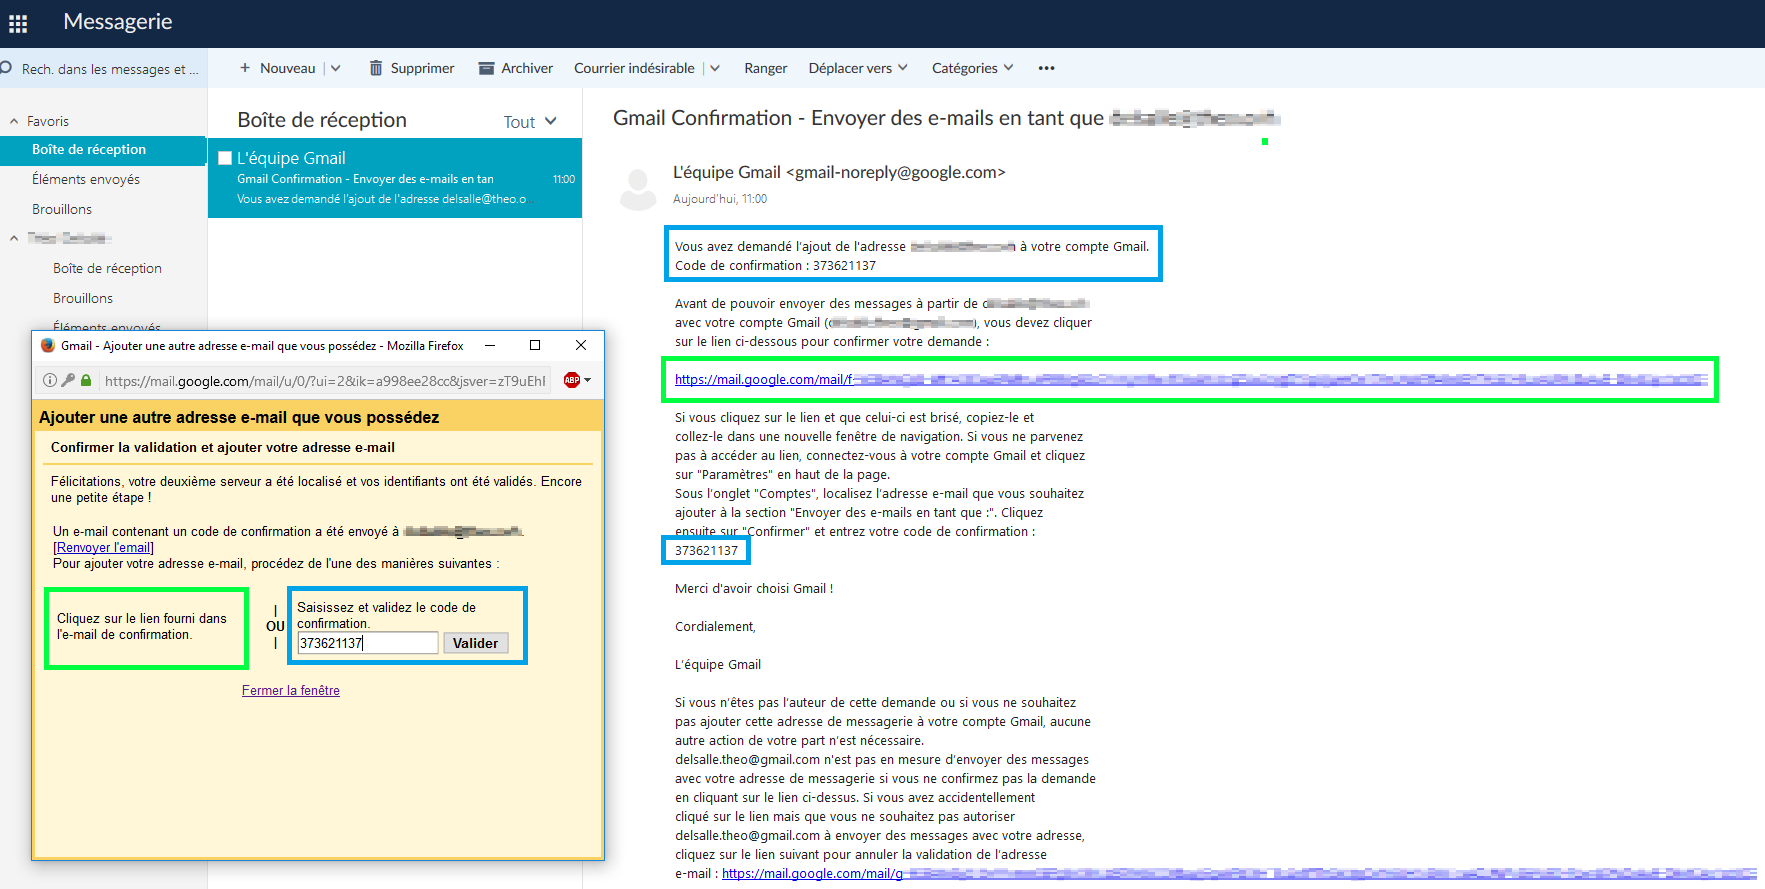 Messagerie
Rech. dans les messages et ...
+ Nouveau
Supprimer
Archiver
Courrier indésirable
Ranger
Déplacer vers
Catégories
•••
Favoris
Boîte de réception
Éléments envoyés
Brouillons
Boîte de réception
Brouillons
Éléments envoyés
Boîte de réception
Tout
L'équipe Gmail
Gmail Confirmation - Envoyer des e-mails en tan
11:00
Vous avez demandé l'ajout de l'adresse delsalle@theo.o
Gmail Confirmation - Envoyer des e-mails en tant que
L'équipe Gmail <gmail-noreply@google.com>
Aujourd'hui, 11:00
Vous avez demandé l'ajout de l'adresse à votre compte Gmail.
Code de confirmation : 373621137
Avant de pouvoir envoyer des messages à partir de
avec votre compte Gmail ( ), vous devez cliquer
sur le lien ci-dessous pour confirmer votre demande :
https://mail.google.com/mail/f
Si vous cliquez sur le lien et que celui-ci est brisé, copiez-le et
collez-le dans une nouvelle fenêtre de navigation. Si vous ne parvenez
pas à accéder au lien, connectez-vous à votre compte Gmail et cliquez
sur "Paramètres" en haut de la page.
Sous l'onglet "Comptes", localisez l'adresse e-mail que vous souhaitez
ajouter à la section "Envoyer des e-mails en tant que :". Cliquez
ensuite sur "Confirmer" et entrez votre code de confirmation :
373621137
Merci d'avoir choisi Gmail !
Cordialement,
L'équipe Gmail
Si vous n'êtes pas l'auteur de cette demande ou si vous ne souhaitez
pas ajouter cette adresse de messagerie à votre compte Gmail, aucune
autre action de votre part n'est nécessaire.
delsalle.theo@gmail.com n'est pas en mesure d'envoyer des messages
avec votre adresse de messagerie si vous ne confirmez pas la demande
en cliquant sur le lien ci-dessus. Si vous avez accidentellement
cliqué sur le lien mais que vous ne souhaitez pas autoriser
delsalle.theo@gmail.com à envoyer des messages avec votre adresse,
cliquez sur le lien suivant pour annuler la validation de l'adresse
e-mail : https://mail.google.com/mail/g
Gmail - Ajouter une autre adresse e-mail que vous possédez - Mozilla Firefox
https://mail.google.com/mail/u/0/?ui=2&ik=a998ee28cc&jsver=zT9uEhI
ABP
Ajouter une autre adresse e-mail que vous possédez
Confirmer la validation et ajouter votre adresse e-mail
Félicitations, votre deuxième serveur a été localisé et vos identifiants ont été validés. Encore
une petite étape !
Un e-mail contenant un code de confirmation a été envoyé à
[Renvoyer l'email]
Pour ajouter votre adresse e-mail, procédez de l'une des manières suivantes :
Cliquez sur le lien fourni dans
l'e-mail de confirmation.
|
OU
|
Saisissez et validez le code de
confirmation.
373621137
Valider
Fermer la fenêtre